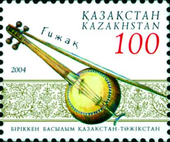 ҚАЗАҚСТАН
KAZAKHSTAN
100
Гижак
2004
БІРІККЕН БАСЫЛЫМ ҚАЗАҚСТАН-ТӘЖІКСТАН